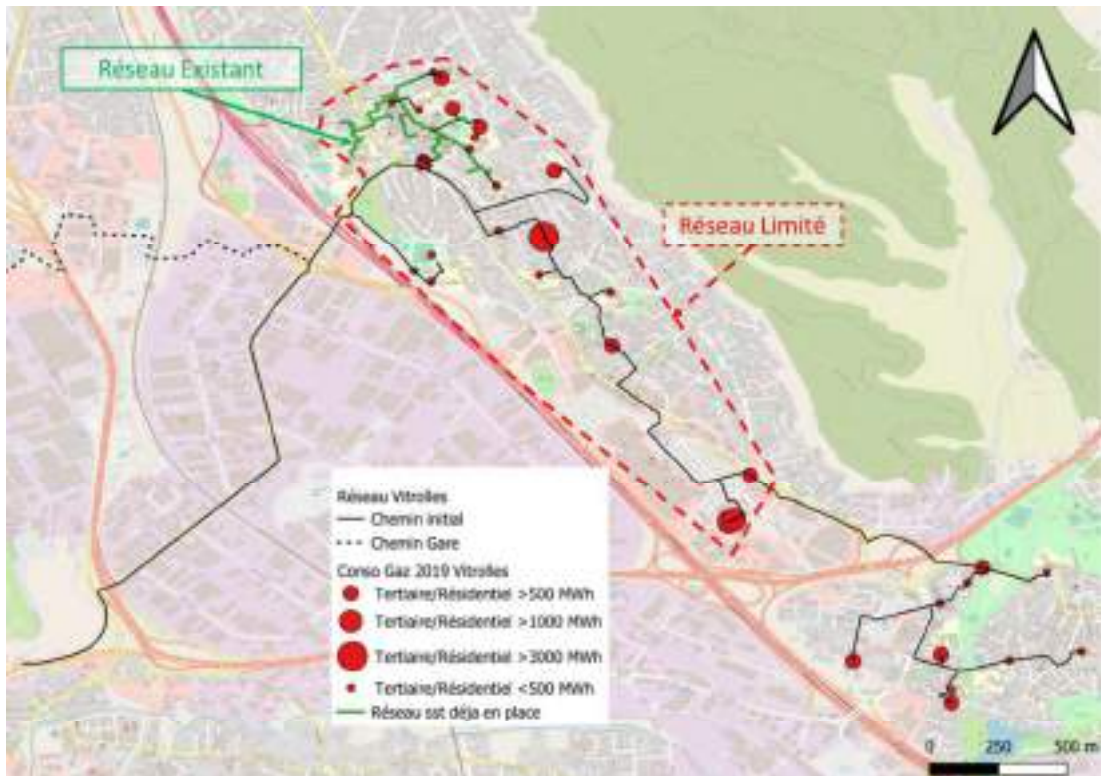 Réseau Existant
Réseau Limité
Réseau Vitrolles
Chemin initial
Chemin Gare
Conso Gaz 2019 Vitrolles
Tertiaire/Résidentiel >500 MWh
Tertiaire/Résidentiel >1000 MWh
Tertiaire/Résidentiel >3000 MWh
Tertiaire/Résidentiel <500 MWh
Réseau sst déja en place
0 250 500 m